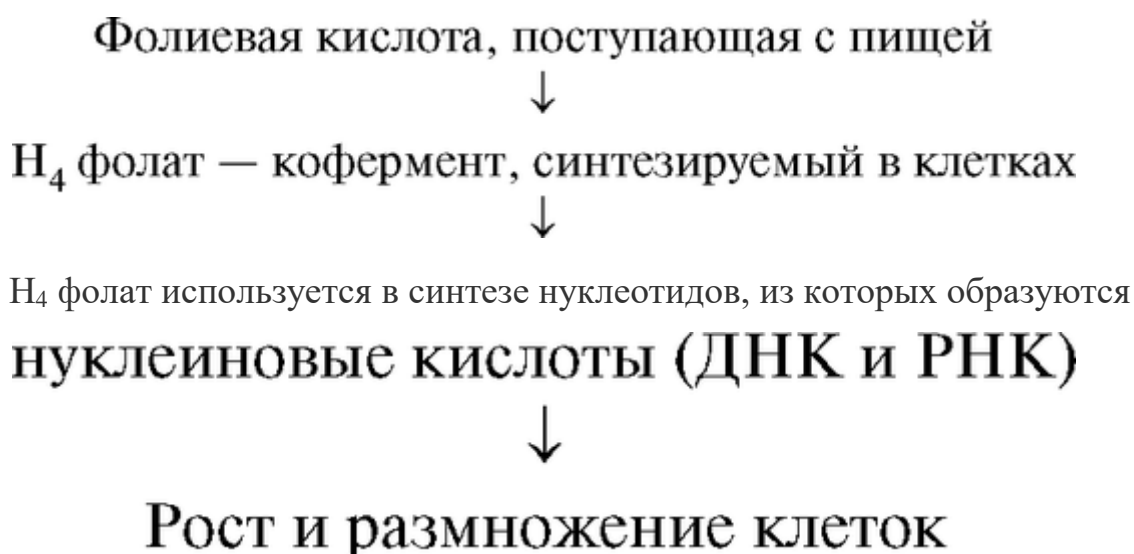 Фолиевая кислота, поступающая с пищей
↓
H₄ фолат — кофермент, синтезируемый в клетках
↓
H₄ фолат используется в синтезе нуклеотидов, из которых образуются
нуклеиновые кислоты (ДНК и РНК)
↓
Рост и размножение клеток